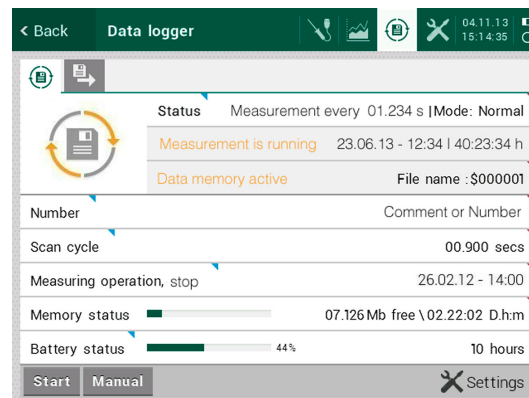 < Back Data logger 04.11.13
15:14:35
Status Measurement every 01.234 s | Mode: Normal
Measurement is running 23.06.13 - 12:34 | 40:23:34 h
Data memory active File name :$000001
Number Comment or Number
Scan cycle 00.900 secs
Measuring operation, stop 26.02.12 - 14:00
Memory status 07.126 Mb free \ 02.22:02 D.h:m
Battery status 44% 10 hours
Start Manual Settings